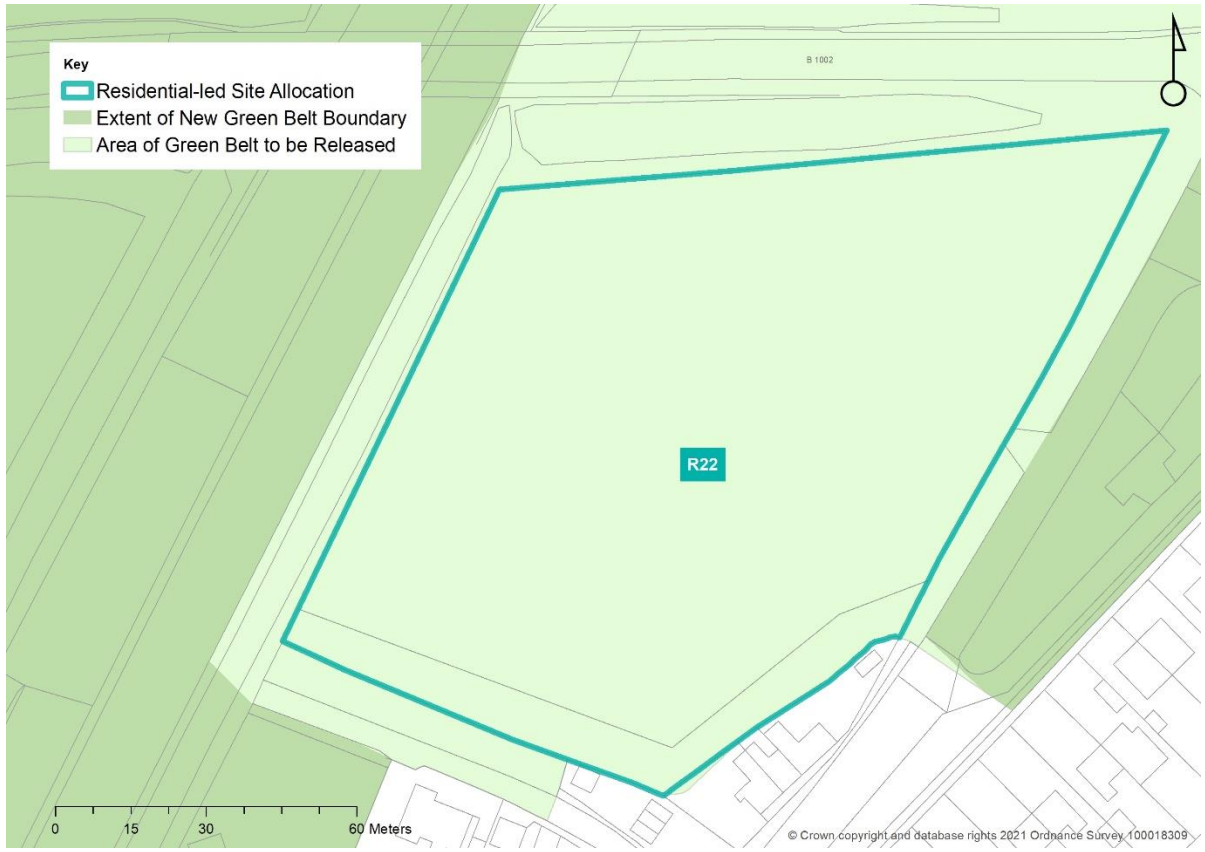 Key
Residential-led Site Allocation
Extent of New Green Belt Boundary
Area of Green Belt to be Released
B 1002
R22
0 15 30 60 Meters
© Crown copyright and database rights 2021 Ordnance Survey 100018309